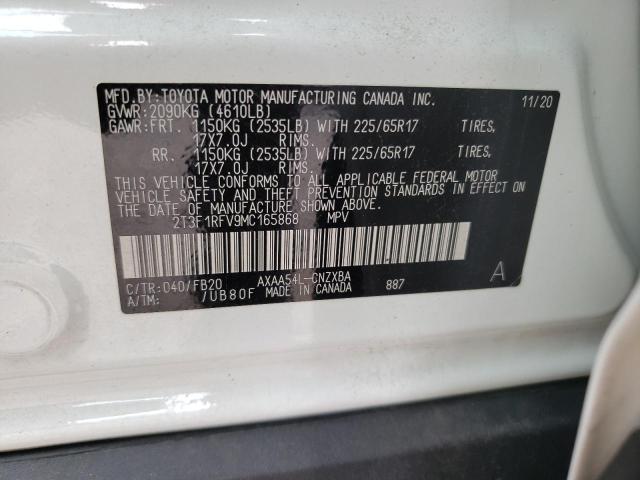 MFD.BY:TOYOTA MOTOR MANUFACTURING CANADA INC. 11/20
GVWR:2090KG (4610LB)
GAWR:FRT. 1150KG (2535LB) WITH 225/65R17 TIRES,
17X7.0J RIMS.
RR. 1150KG (2535LB) WITH 225/65R17 TIRES,
17X7.0J RIMS.
THIS VEHICLE CONFORMS TO ALL APPLICABLE FEDERAL MOTOR
VEHICLE SAFETY AND THEFT PREVENTION STANDARDS IN EFFECT ON
THE DATE OF MANUFACTURE SHOWN ABOVE.
2T3F1RFV9MC165868 MPV
C/TR:040/FB20 AXAA54L-GNZXBA 887 A
A/TM: /UB80F MADE IN CANADA